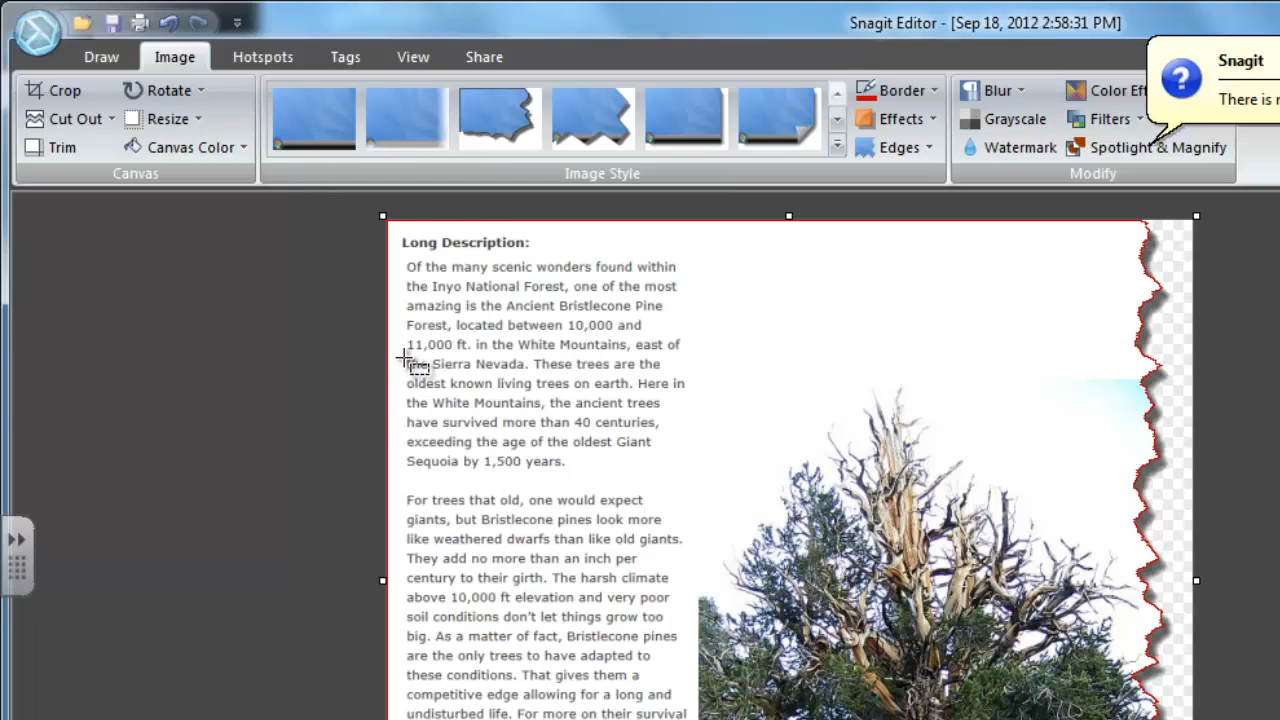 Snagit Editor - [Sep 18, 2012 2:58:31 PM]
Draw
Image
Hotspots
Tags
View
Share
Crop
Rotate
Cut Out
Resize
Trim
Canvas Color
Canvas
Image Style
Border
Effects
Edges
Blur
Color Eff
Grayscale
Filters
Watermark
Spotlight & Magnify
Modify
Snagit
There is
Long Description:
Of the many scenic wonders found within
the Inyo National Forest, one of the most
amazing is the Ancient Bristlecone Pine
Forest, located between 10,000 and
11,000 ft. in the White Mountains, east of
the Sierra Nevada. These trees are the
oldest known living trees on earth. Here in
the White Mountains, the ancient trees
have survived more than 40 centuries,
exceeding the age of the oldest Giant
Sequoia by 1,500 years.
For trees that old, one would expect
giants, but Bristlecone pines look more
like weathered dwarfs than like old giants.
They add no more than an inch per
century to their girth. The harsh climate
above 10,000 ft elevation and very poor
soil conditions don't let things grow too
big. As a matter of fact, Bristlecone pines
are the only trees to have adapted to
these conditions. That gives them a
competitive edge allowing for a long and
undisturbed life. For more on their survival